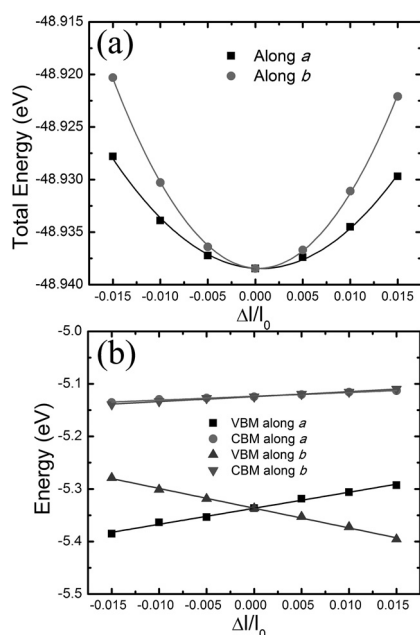 (a)
-48.915
-48.920
-48.925
-48.930
-48.935
-48.940
Total Energy (eV)
Along a
Along b
-0.015 -0.010 -0.005 0.000 0.005 0.010 0.015
Δl/l0
(b)
-5.0
-5.1
-5.2
-5.3
-5.4
-5.5
Energy (eV)
VBM along a
CBM along a
VBM along b
CBM along b
-0.015 -0.010 -0.005 0.000 0.005 0.010 0.015
Δl/l0